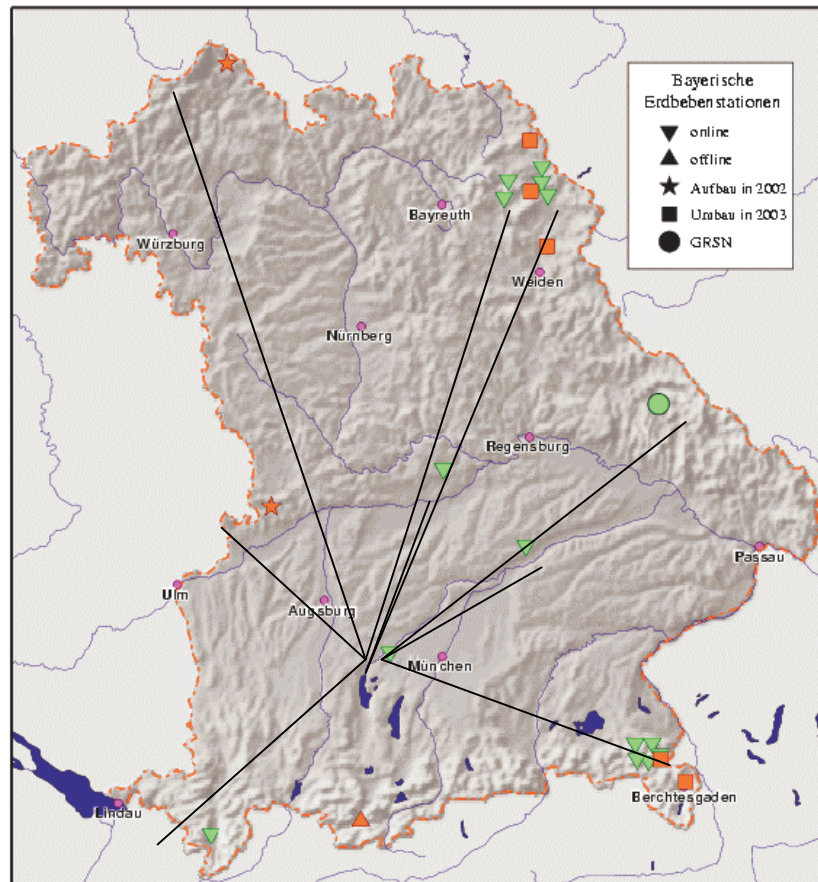 Bayerische
Erdbebenstationen
online
offline
Aufbau in 2002
Umbau in 2003
GRSN
Bayreuth
Würzburg
Weiden
Nürnberg
Regensburg
Passau
Ulm
Augsburg
München
Berchtesgaden
Lindau